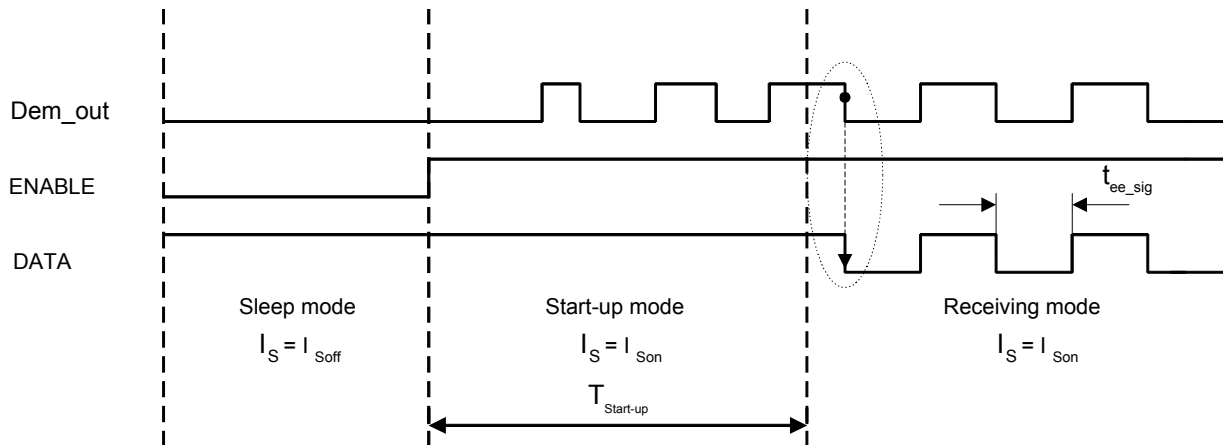 Dem_out
ENABLE
t ee_sig
DATA
Sleep mode
Start-up mode
Receiving mode
I S = I Soff
I S = I Son
I S = I Son
T Start-up